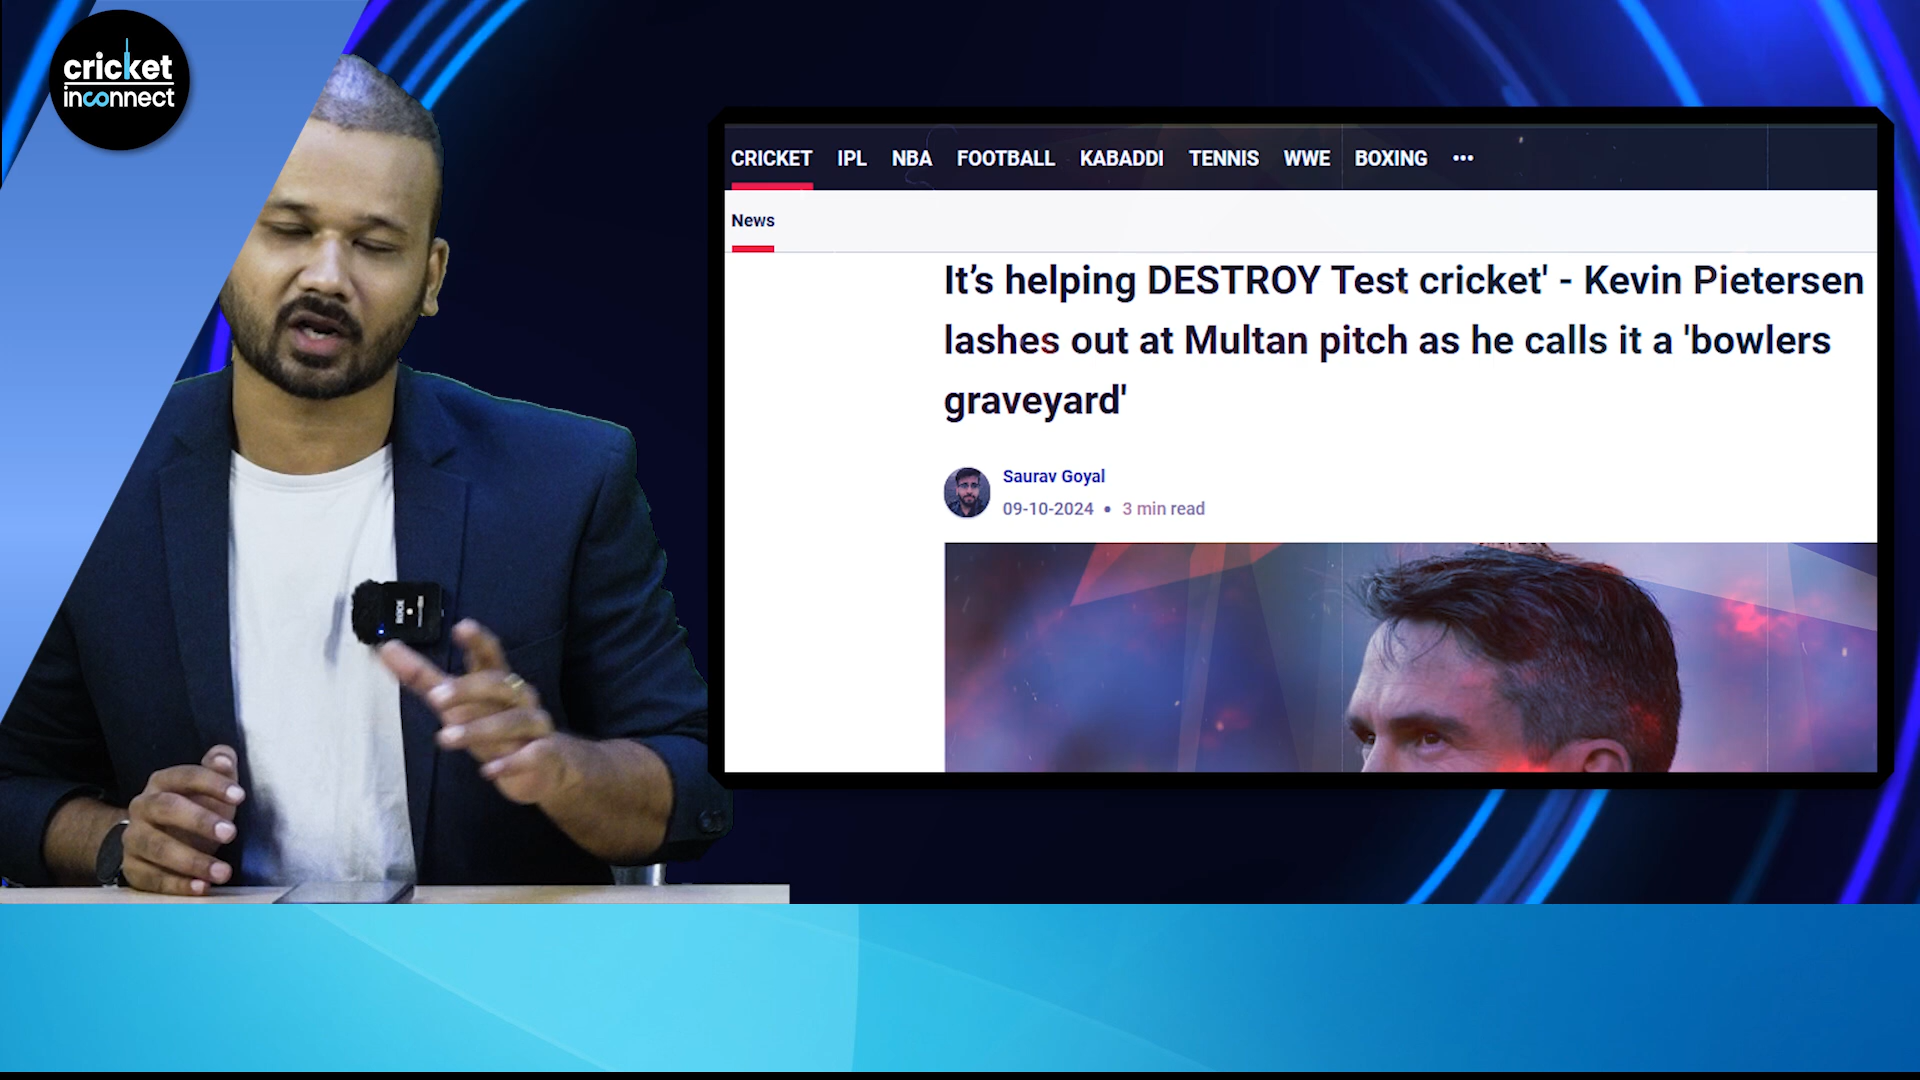 cricket
inconnect
CRICKET IPL NBA FOOTBALL KABADDI TENNIS WWE BOXING •••
News
It’s helping DESTROY Test cricket' - Kevin Pietersen
lashes out at Multan pitch as he calls it a 'bowlers
graveyard'
Saurav Goyal
09-10-2024 • 3 min read
RODE